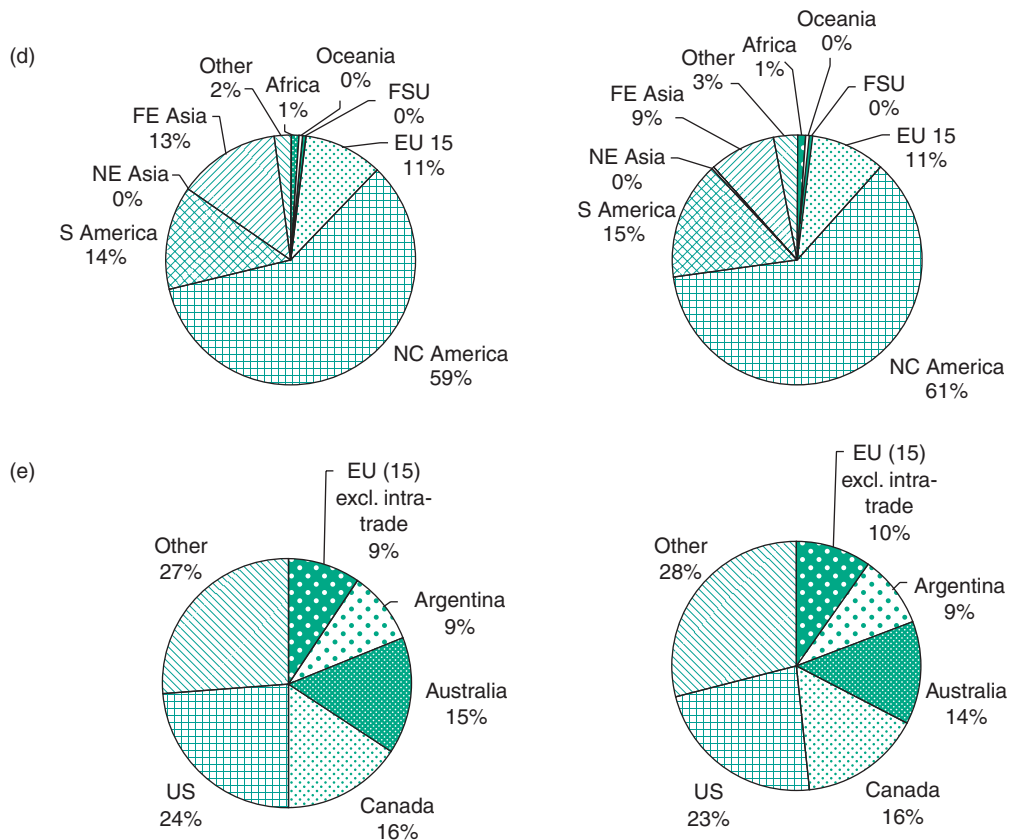 (d)
Oceania
0%
Other
2%
Africa
1%
FSU
0%
FE Asia
13%
EU 15
11%
NE Asia
0%
S America
14%
NC America
59%
Oceania
0%
Africa
1%
Other
3%
FSU
0%
FE Asia
9%
EU 15
11%
NE Asia
0%
S America
15%
NC America
61%
(e)
EU (15)
excl. intra-
trade
9%
Other
27%
Argentina
9%
Australia
15%
US
24%
Canada
16%
EU (15)
excl. intra-
trade
10%
Other
28%
Argentina
9%
Australia
14%
US
23%
Canada
16%